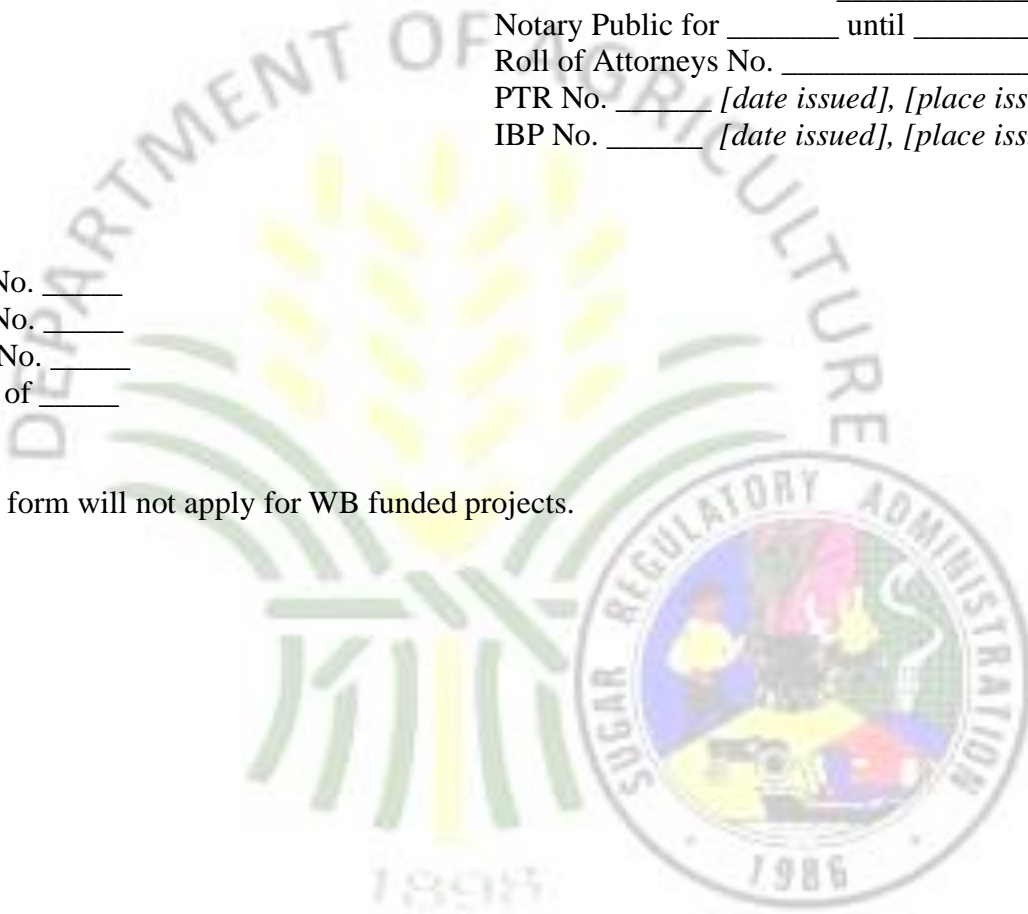 Notary Public for _______ until _______
Roll of Attorneys No. ________________
PTR No. ______ [date issued], [place iss
IBP No. ______ [date issued], [place iss
No. _____
No. _____
No. _____
of _____
form will not apply for WB funded projects.
DEPARTMENT OF AGRICULTURE
1898
SUGAR REGULATORY ADMINISTRATION
1986